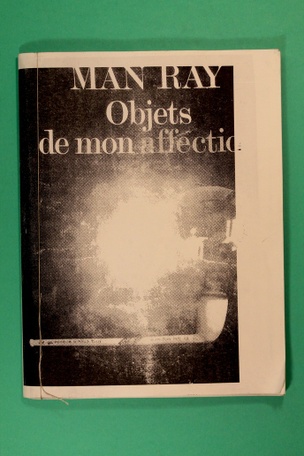 MAN RAY
Objets
de mon affectio